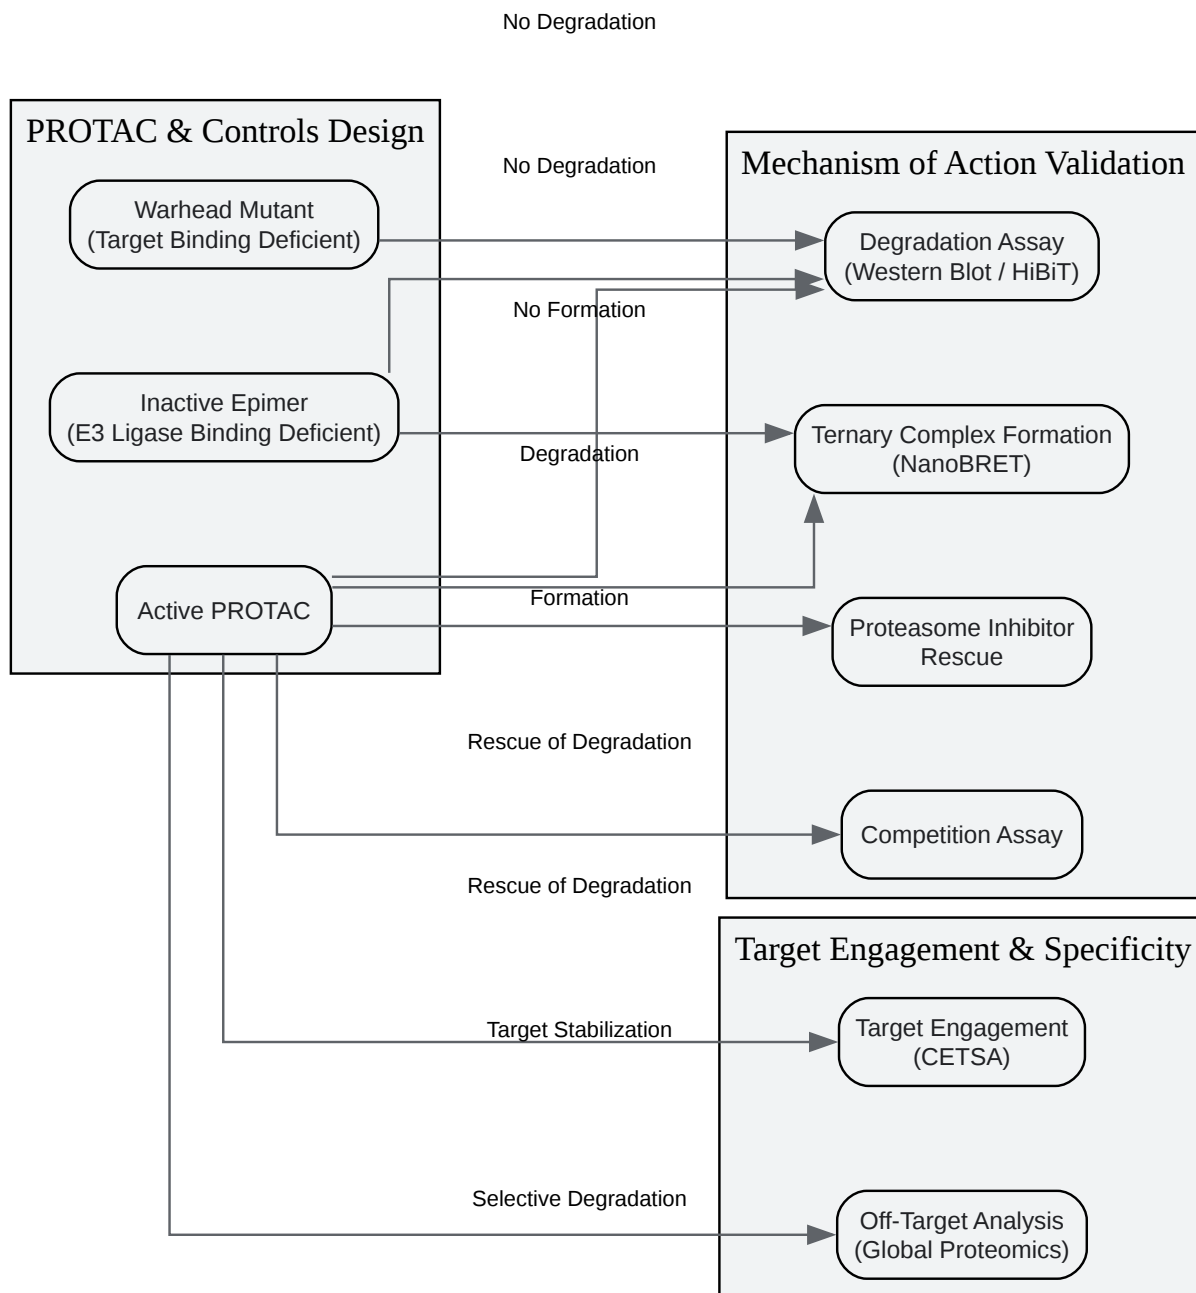 No Degradation
PROTAC & Controls Design
Warhead Mutant
(Target Binding Deficient)
Inactive Epimer
(E3 Ligase Binding Deficient)
Active PROTAC
No Degradation
No Formation
Degradation
Formation
Rescue of Degradation
Rescue of Degradation
Target Stabilization
Selective Degradation
Mechanism of Action Validation
Degradation Assay
(Western Blot / HiBiT)
Ternary Complex Formation
(NanoBRET)
Proteasome Inhibitor
Rescue
Competition Assay
Target Engagement & Specificity
Target Engagement
(CETSA)
Off-Target Analysis
(Global Proteomics)